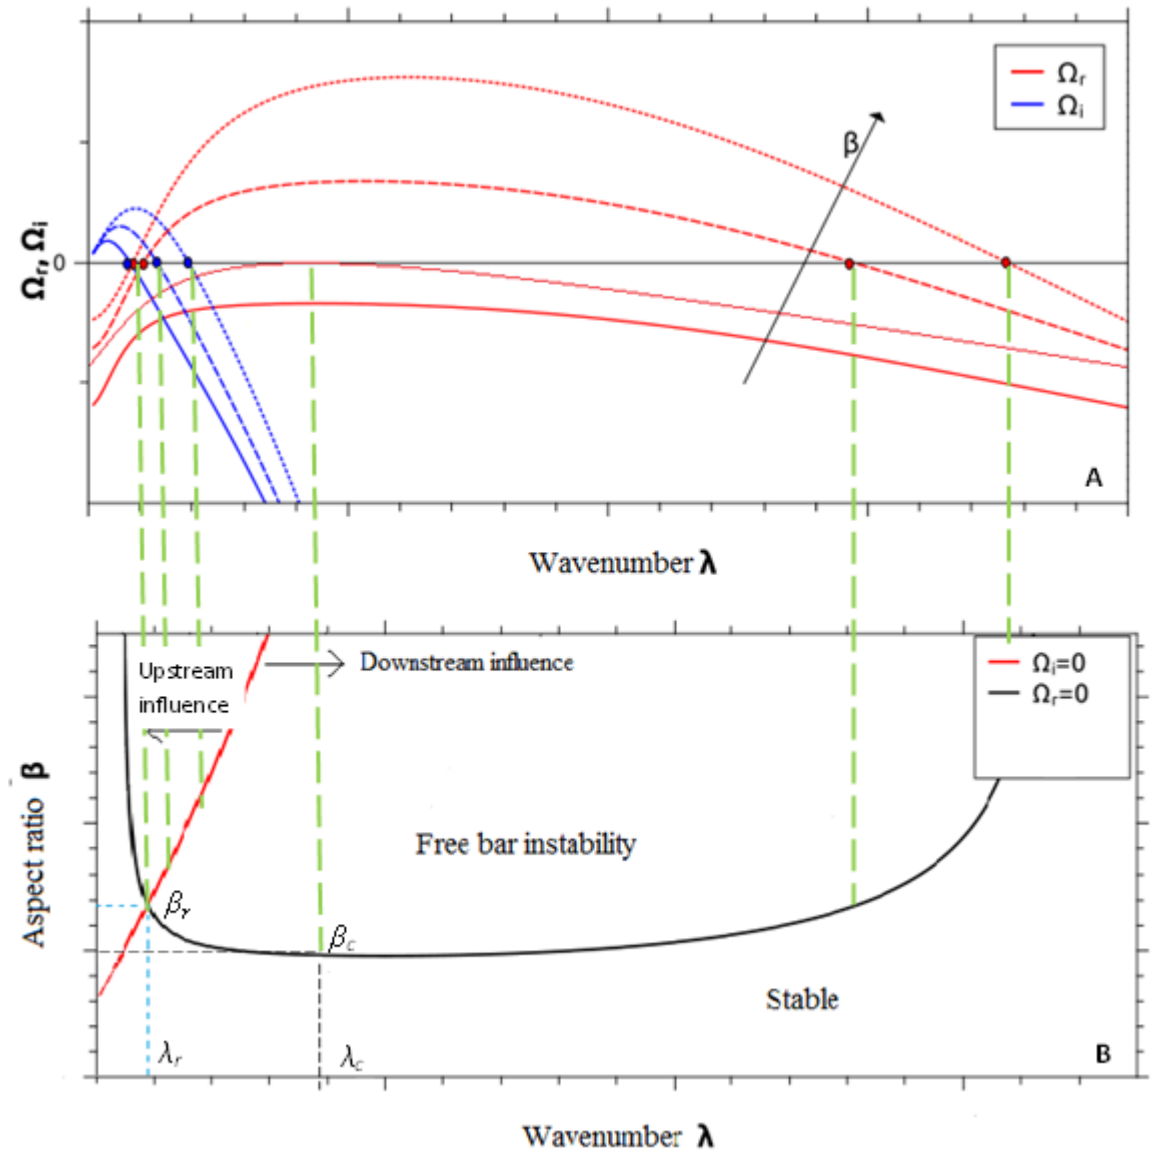 Ωr
Ωi
β
Ωr, Ωi
0
A
Wavenumber λ
Upstream
influence
Downstream influence
Ωi=0
Ωr=0
Aspect ratio β
Free bar instability
βr
βc
Stable
λr
λc
B
Wavenumber λ